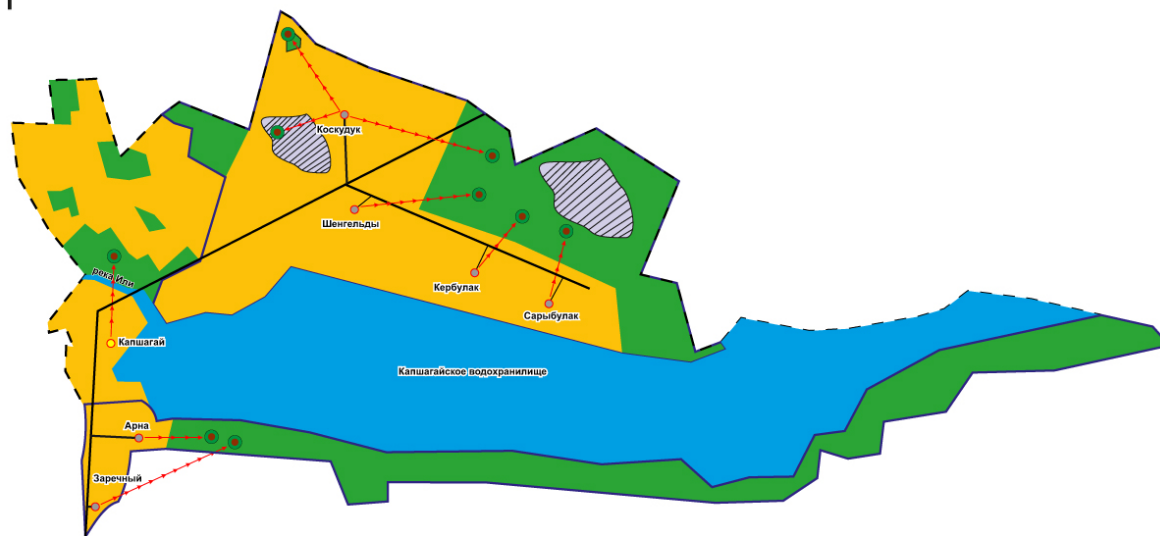 Коскудук
Шенгельды
река Или
Кербулак
Сарыбулак
Капшагай
Капшагайское водохранилище
Арна
Заречный